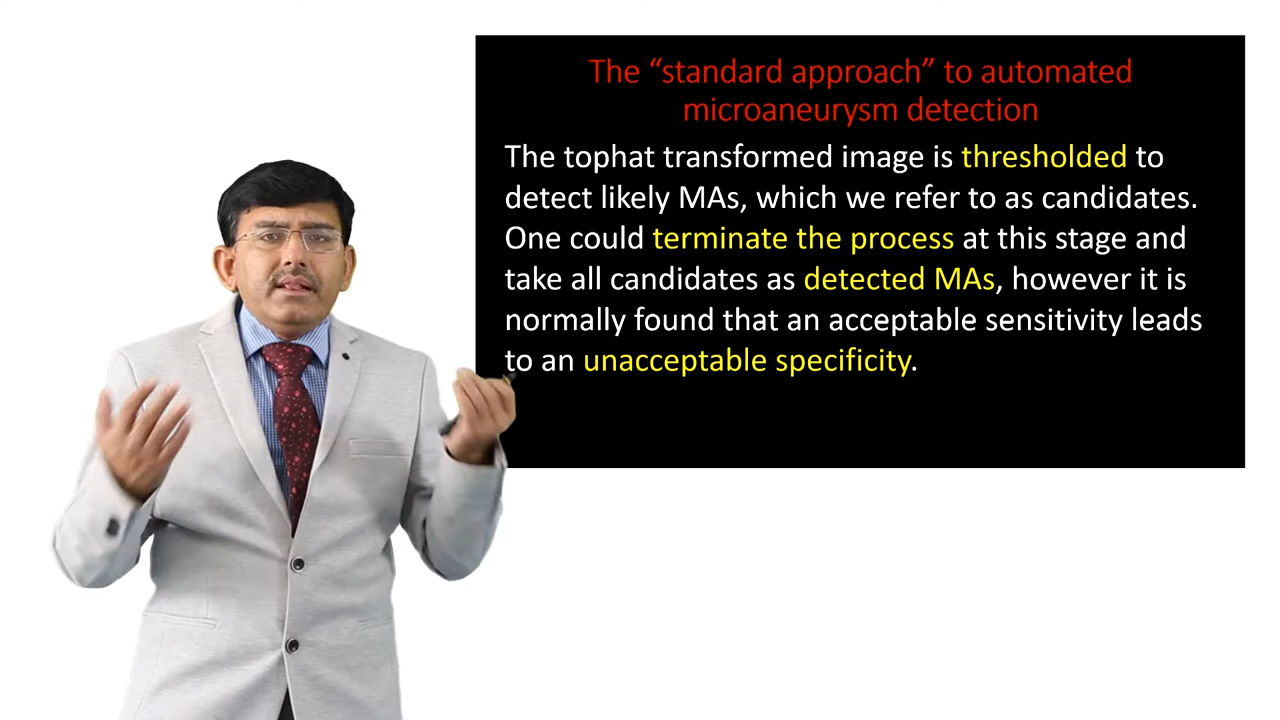 The “standard approach” to automated
microaneurysm detection
The tophat transformed image is thresholded to
detect likely MAs, which we refer to as candidates.
One could terminate the process at this stage and
take all candidates as detected MAs, however it is
normally found that an acceptable sensitivity leads
to an unacceptable specificity.